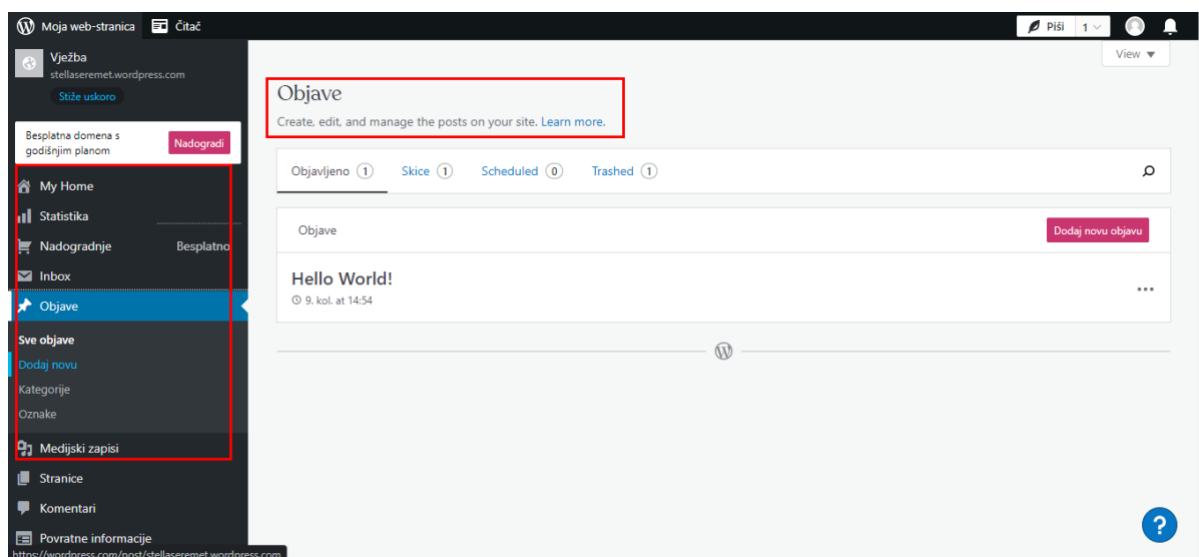 Moja web-stranica Čitač Piši 1
Vježba
stellaseremet.wordpress.com
Stiže uskoro
View
Besplatna domena s
godišnjim planom
Nadogradi
My Home
Statistika
Nadogradnje Besplatno
Inbox
Objave
Sve objave
Dodaj novu
Kategorije
Oznake
Medijski zapisi
Stranice
Komentari
Povratne informacije
https://wordpress.com/post/stellaseremet.wordpress.com
Objave
Create, edit, and manage the posts on your site. Learn more.
Objavljeno 1 Skice 1 Scheduled 0 Trashed 1
Objave Dodaj novu objavu
Hello World!
9. kol. at 14:54
?